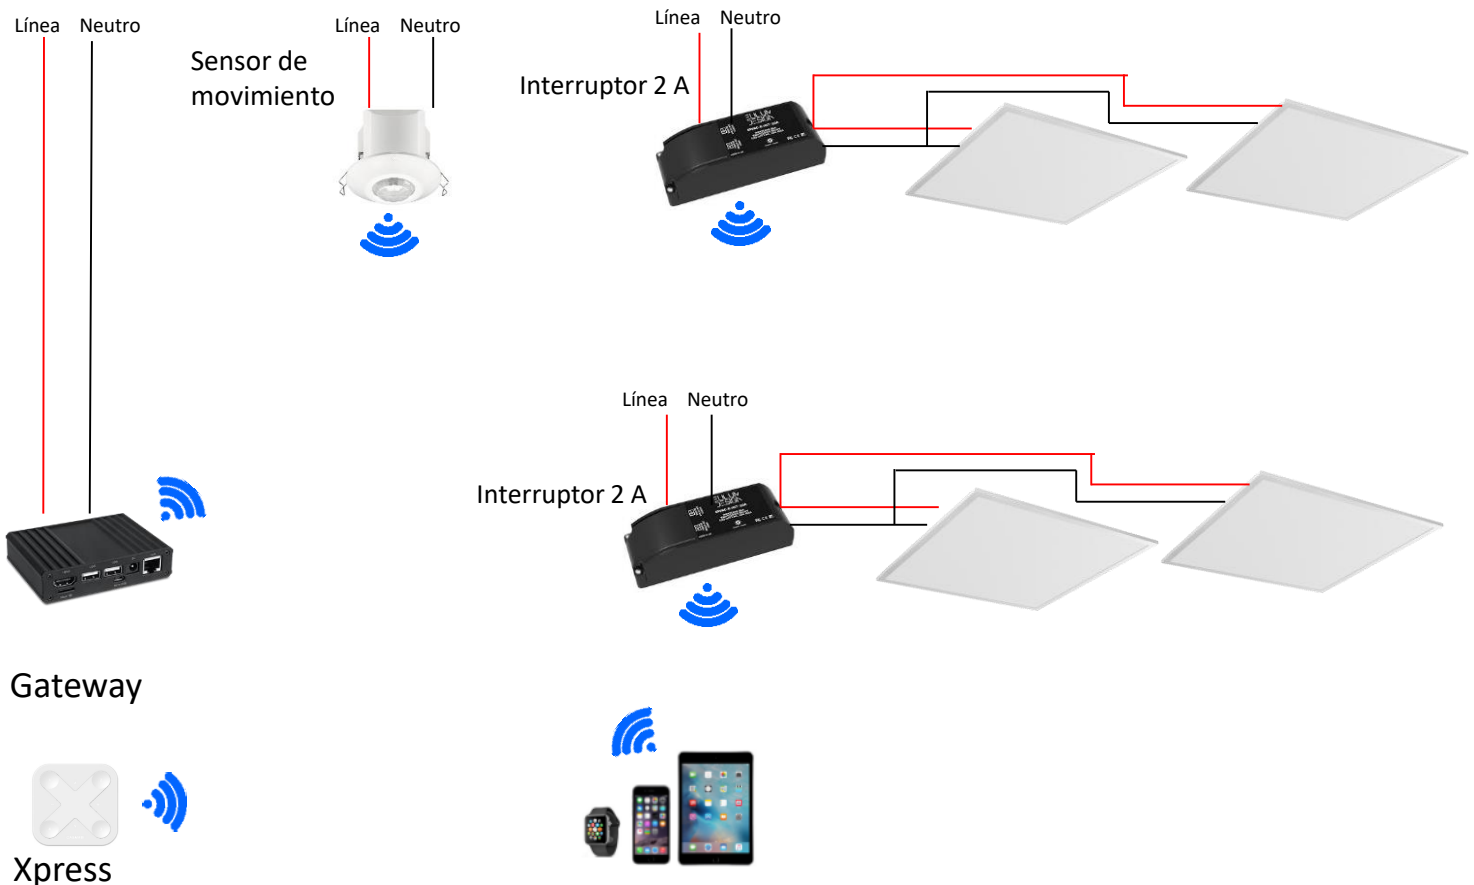 Línea Neutro
Línea Neutro
Línea Neutro
Sensor de
movimiento
Interruptor 2 A
Línea Neutro
Interruptor 2 A
Gateway
Xpress